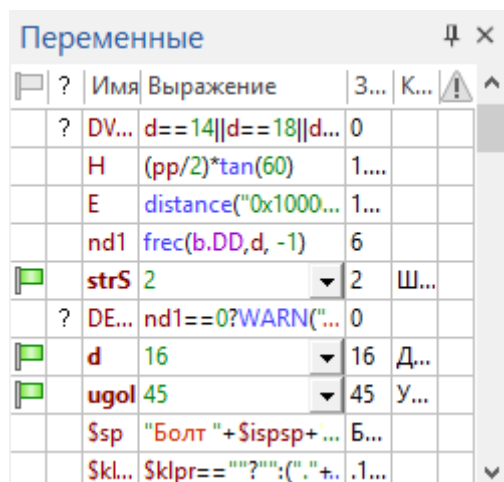 Переменные
? Имя Выражение З... К...
? DV... d==14||d==18||d... 0
H (pp/2)*tan(60) 1....
E distance("0x1000... 1...
nd1 frec(b.DD,d, -1) 6
strS 2 2 Ш...
? DE... nd1==0?WARN("... 0
d 16 16 Д...
ugol 45 45 У...
$sp "Болт "+$ispsp+'... Б...
$kl... $klpr==""?"":("."+... .1...